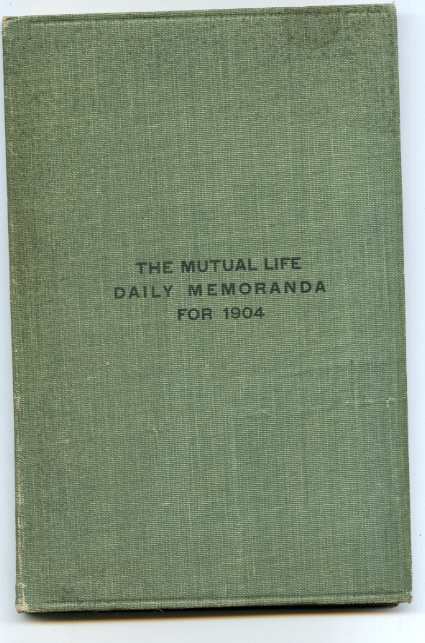 THE MUTUAL LIFE
DAILY MEMORANDA
FOR 1904